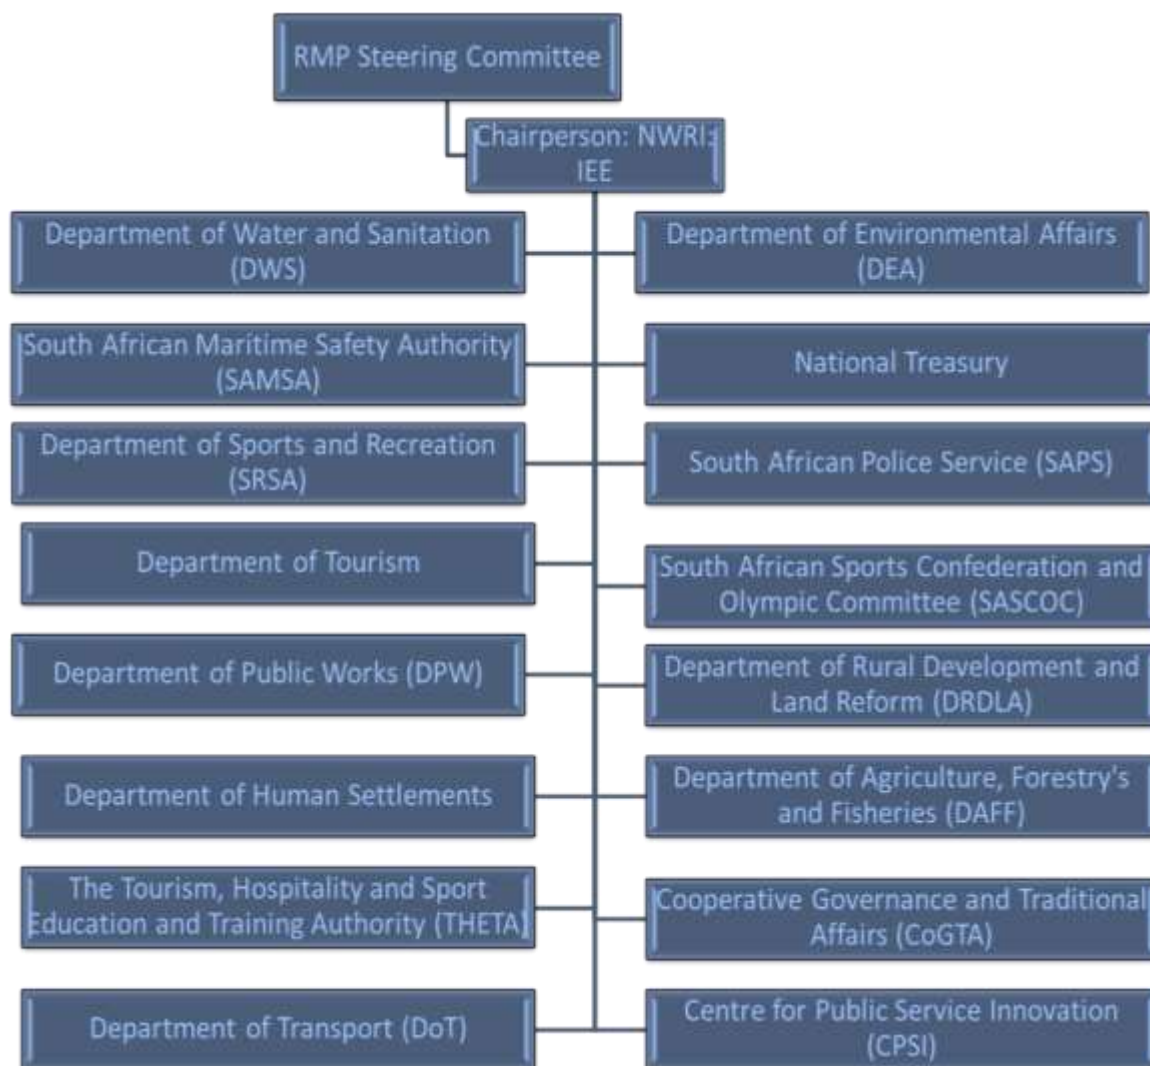 RMP Steering Committee
Chairperson: NWRI:
IEE
Department of Water and Sanitation
(DWS)
Department of Environmental Affairs
(DEA)
South African Maritime Safety Authority
(SAMSA)
National Treasury
Department of Sports and Recreation
(SRSA)
South African Police Service (SAPS)
Department of Tourism
South African Sports Confederation and
Olympic Committee (SASCOC)
Department of Public Works (DPW)
Department of Rural Development and
Land Reform (DRDLA)
Department of Human Settlements
Department of Agriculture, Forestry's
and Fisheries (DAFF)
The Tourism, Hospitality and Sport
Education and Training Authority (THETA)
Cooperative Governance and Traditional
Affairs (CoGTA)
Department of Transport (DoT)
Centre for Public Service Innovation
(CPSI)